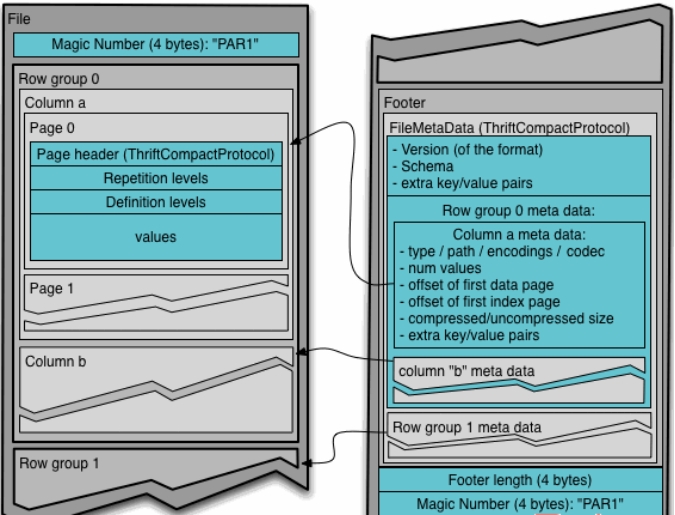 File
Magic Number (4 bytes): "PAR1"
Row group 0
Column a
Page 0
Page header (ThriftCompactProtocol)
Repetition levels
Definition levels
values
Page 1
Column b
Row group 1
Footer
FileMetaData (ThriftCompactProtocol)
- Version (of the format)
- Schema
- extra key/value pairs
Row group 0 meta data:
Column a meta data:
- type / path / encodings / codec
- num values
- offset of first data page
- offset of first index page
- compressed/uncompressed size
- extra key/value pairs
column "b" meta data
Row group 1 meta data
Footer length (4 bytes)
Magic Number (4 bytes): "PAR1"